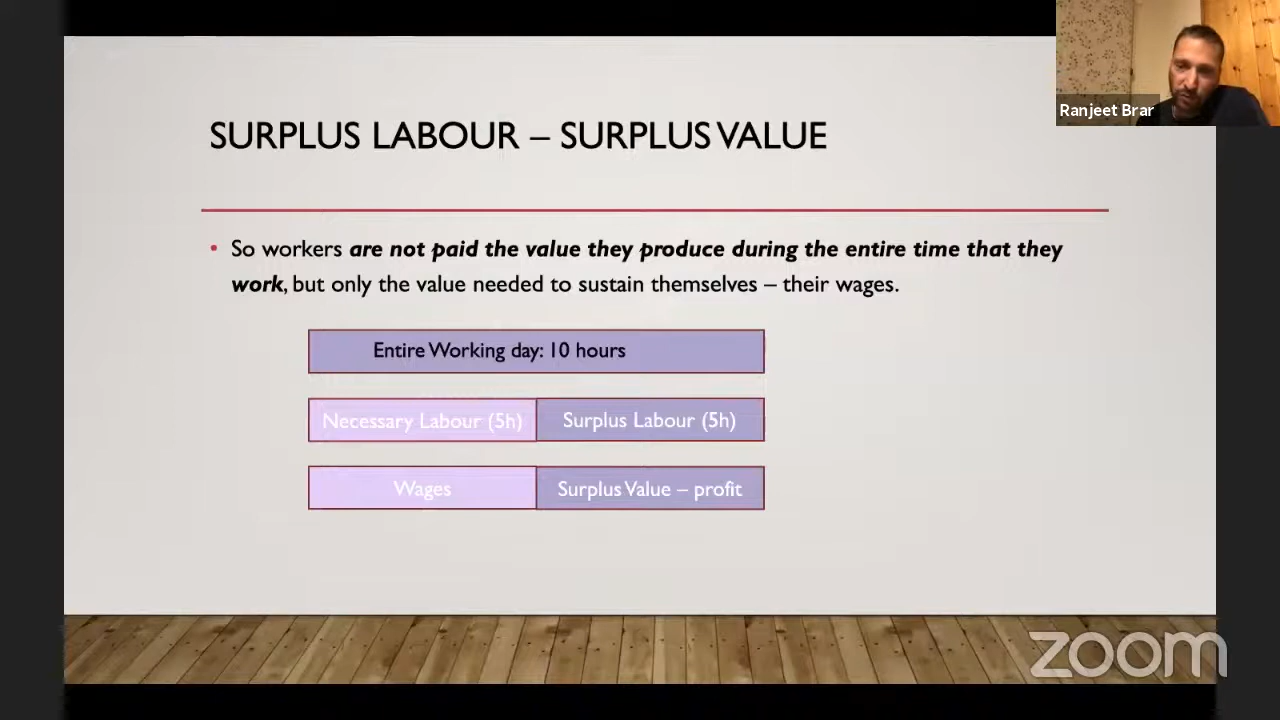 Ranjeet Brar
SURPLUS LABOUR – SURPLUS VALUE
• So workers are not paid the value they produce during the entire time that they
work, but only the value needed to sustain themselves – their wages.
Entire Working day: 10 hours
Necessary Labour (5h)
Surplus Labour (5h)
Wages
Surplus Value – profit
zoom